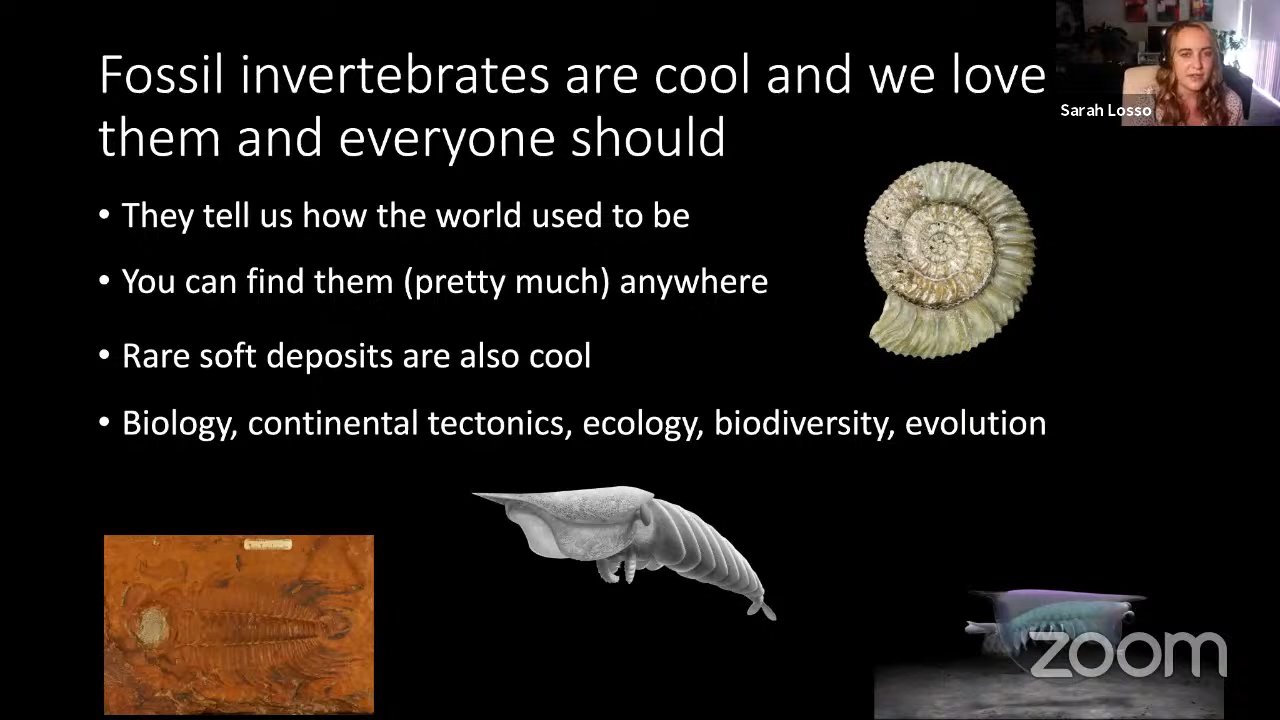 Fossil invertebrates are cool and we love
them and everyone should
Sarah Losso
• They tell us how the world used to be
• You can find them (pretty much) anywhere
• Rare soft deposits are also cool
• Biology, continental tectonics, ecology, biodiversity, evolution
zoom